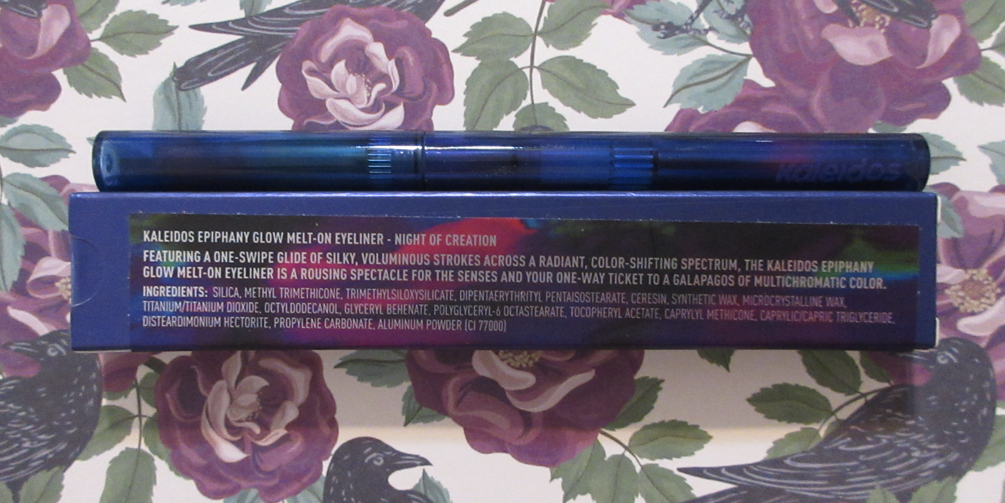 kaleidos
KALEIDOS EPIPHANY GLOW MELT-ON EYELINER - NIGHT OF CREATION
FEATURING A ONE-SWIPE GLIDE OF SILKY, VOLUMINOUS STROKES ACROSS A RADIANT, COLOR-SHIFTING SPECTRUM, THE KALEIDOS EPIPHANY
GLOW MELT-ON EYELINER IS A ROUSING SPECTACLE FOR THE SENSES AND YOUR ONE-WAY TICKET TO A GALAPAGOS OF MULTICHROMATIC COLOR.
INGREDIENTS: SILICA, METHYL TRIMETHICONE, TRIMETHYLSILOXYSILICATE, DIPENTAERYTHRITYL PENTAISOSTEARATE, CERESIN, SYNTHETIC WAX, MICROCRYSTALLINE WAX,
TITANIUM/TITANIUM DIOXIDE, OCTYLDODECANOL, GLYCERYL BEHENATE, POLYGLYCERYL-6 OCTASTEARATE, TOCOPHERYL ACETATE, CAPRYLYL METHICONE, CAPRYLIC/CAPRIC TRIGLYCERIDE,
DISTEARDIMONIUM HECTORITE, PROPYLENE CARBONATE, ALUMINUM POWDER (CI 77000)